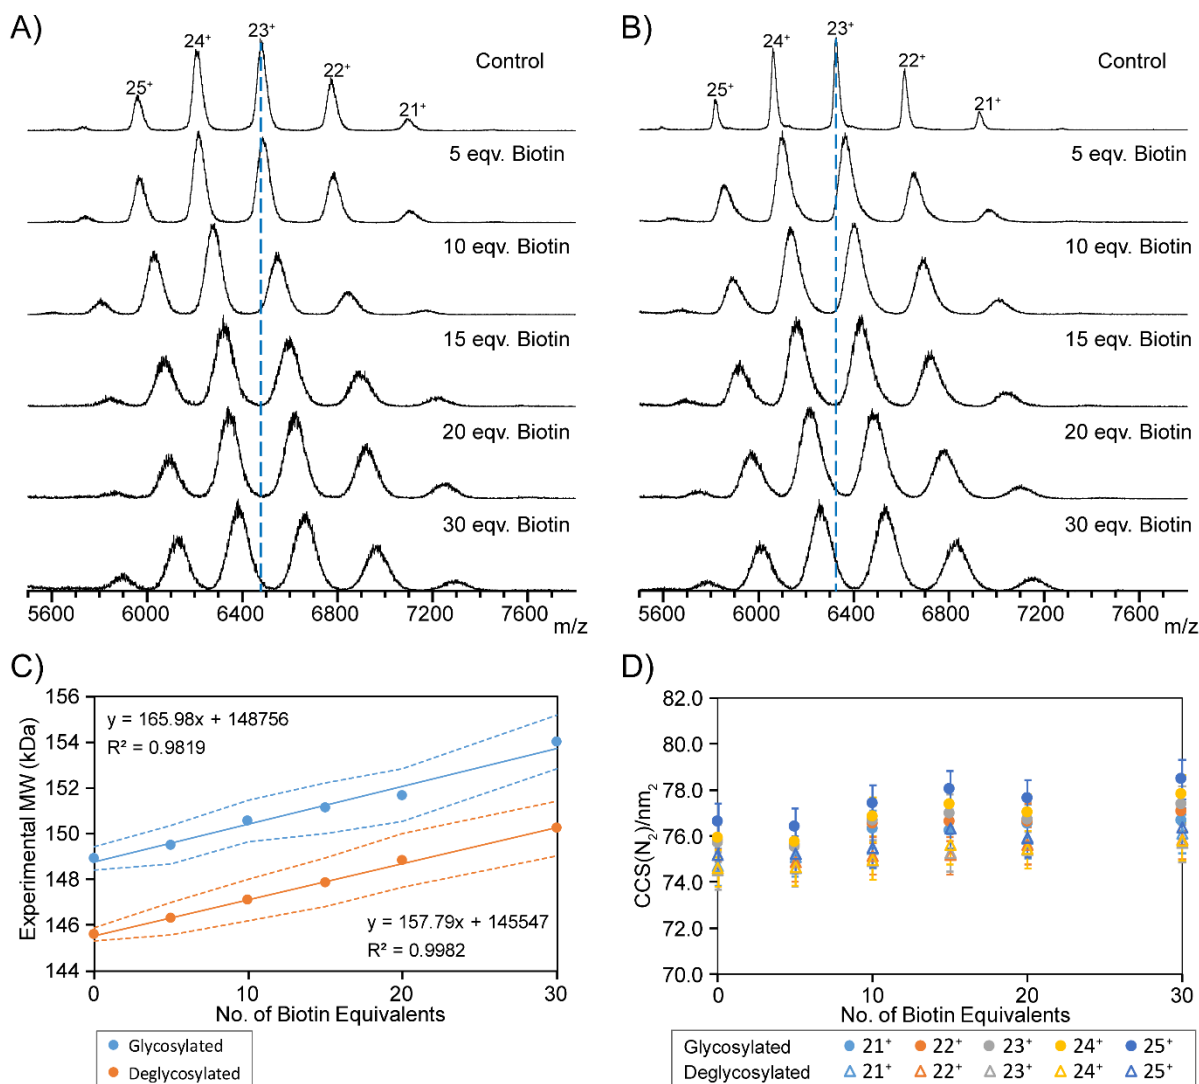 A)
25⁺ 24⁺ 23⁺ 22⁺ 21⁺
Control
5 eqv. Biotin
10 eqv. Biotin
15 eqv. Biotin
20 eqv. Biotin
30 eqv. Biotin
5600 6000 6400 6800 7200 7600
m/z
B)
25⁺ 24⁺ 23⁺ 22⁺ 21⁺
Control
5 eqv. Biotin
10 eqv. Biotin
15 eqv. Biotin
20 eqv. Biotin
30 eqv. Biotin
5600 6000 6400 6800 7200 7600
m/z
C)
Experimental MW (kDa)
156
154
152
150
148
146
144
y = 165.98x + 148756
R² = 0.9819
y = 157.79x + 145547
R² = 0.9982
0 10 20 30
No. of Biotin Equivalents
Glycosylated
Deglycosylated
D)
CCS(N₂)/nm₂
82.0
80.0
78.0
76.0
74.0
72.0
70.0
0 10 20 30
No. of Biotin Equivalents
Glycosylated 21⁺ 22⁺ 23⁺ 24⁺ 25⁺
Deglycosylated 21⁺ 22⁺ 23⁺ 24⁺ 25⁺